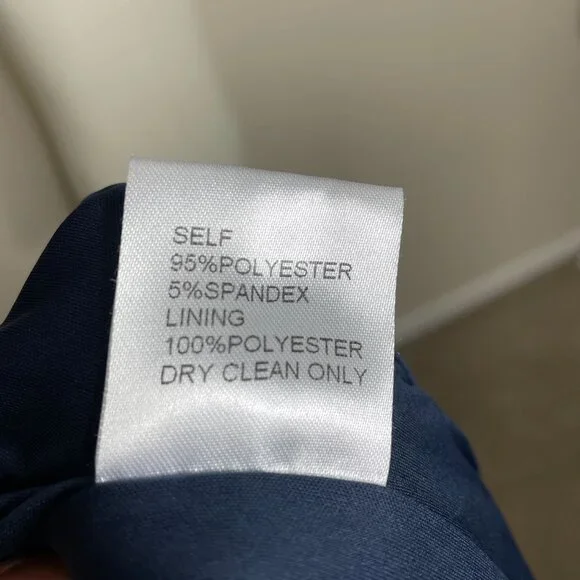 SELF
95%POLYESTER
5%SPANDEX
LINING
100%POLYESTER
DRY CLEAN ONLY